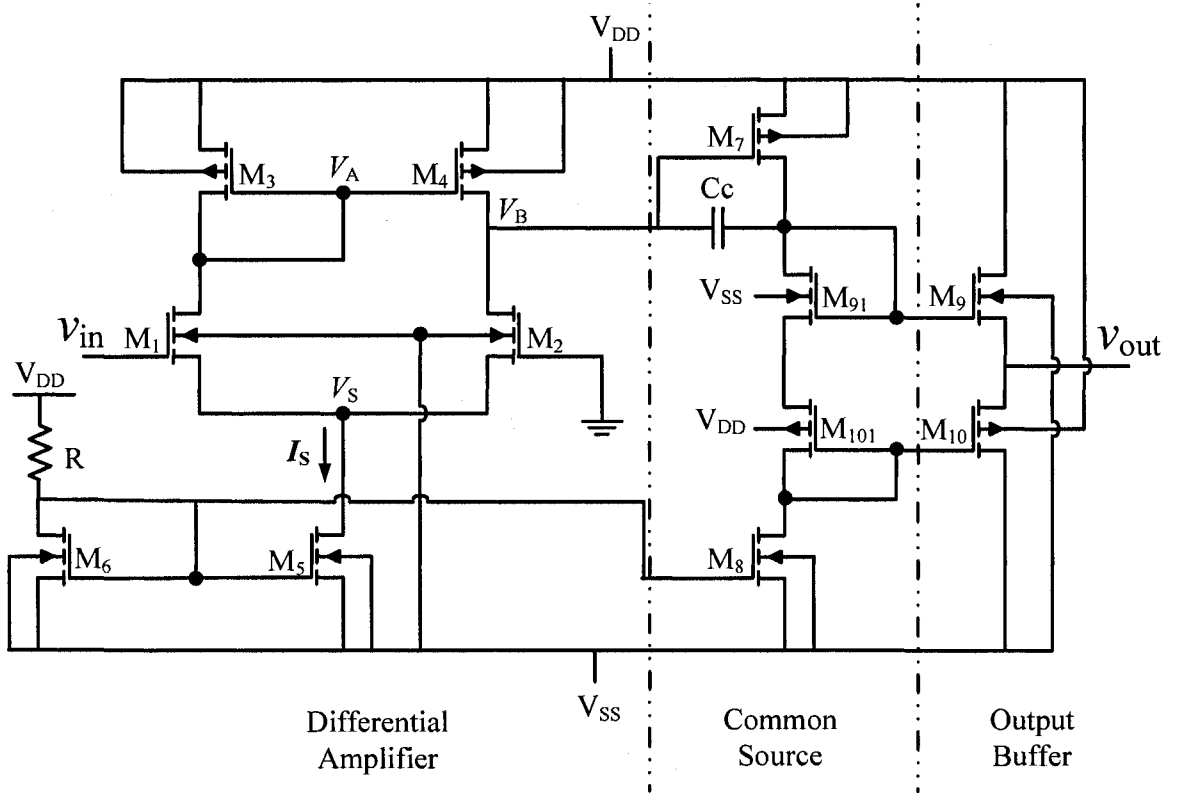 VDD
M3
VA
M4
M7
Cc
VB
VSS
M91
M9
vin
M1
M2
vout
VDD
VS
VDD
M101
M10
R
IS
M6
M5
M8
VSS
Differential
Amplifier
Common
Source
Output
Buffer